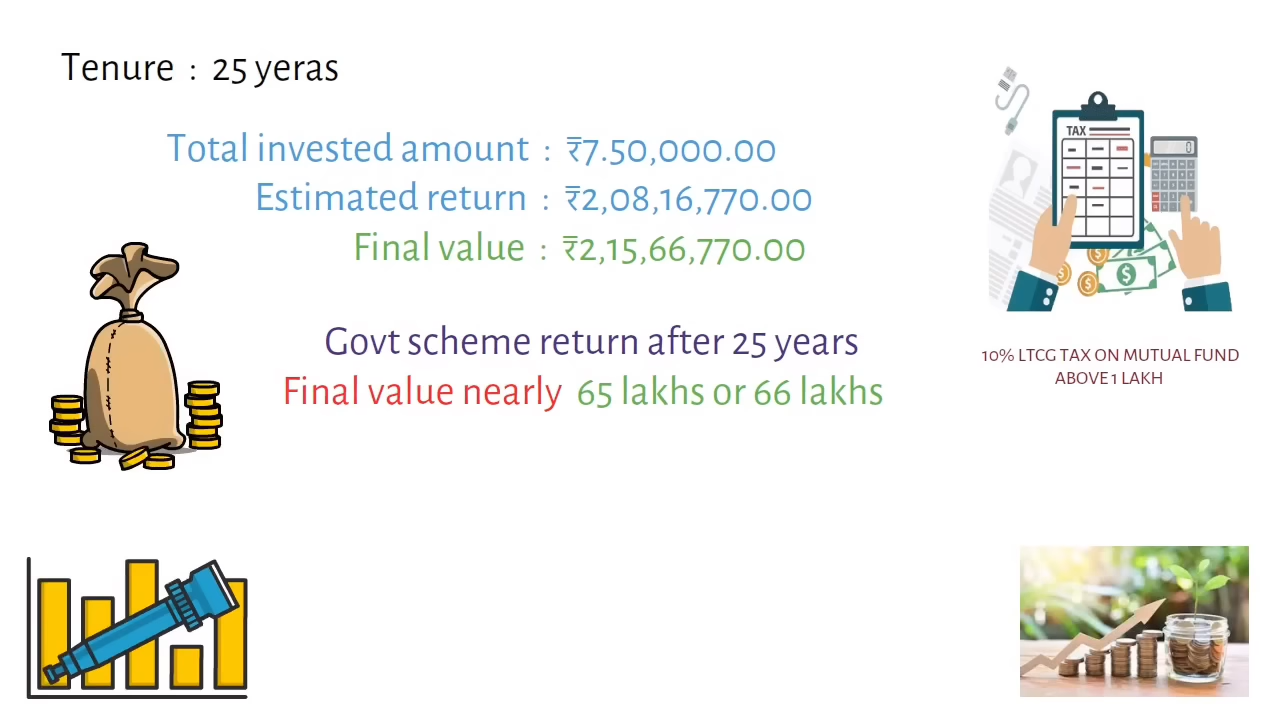 Tenure : 25 yeras
Total invested amount : ₹7.50,000.00
Estimated return : ₹2,08,16,770.00
Final value : ₹2,15,66,770.00
Govt scheme return after 25 years
Final value nearly 65 lakhs or 66 lakhs
TAX
0
$
$
$
10% LTCG TAX ON MUTUAL FUND
ABOVE 1 LAKH